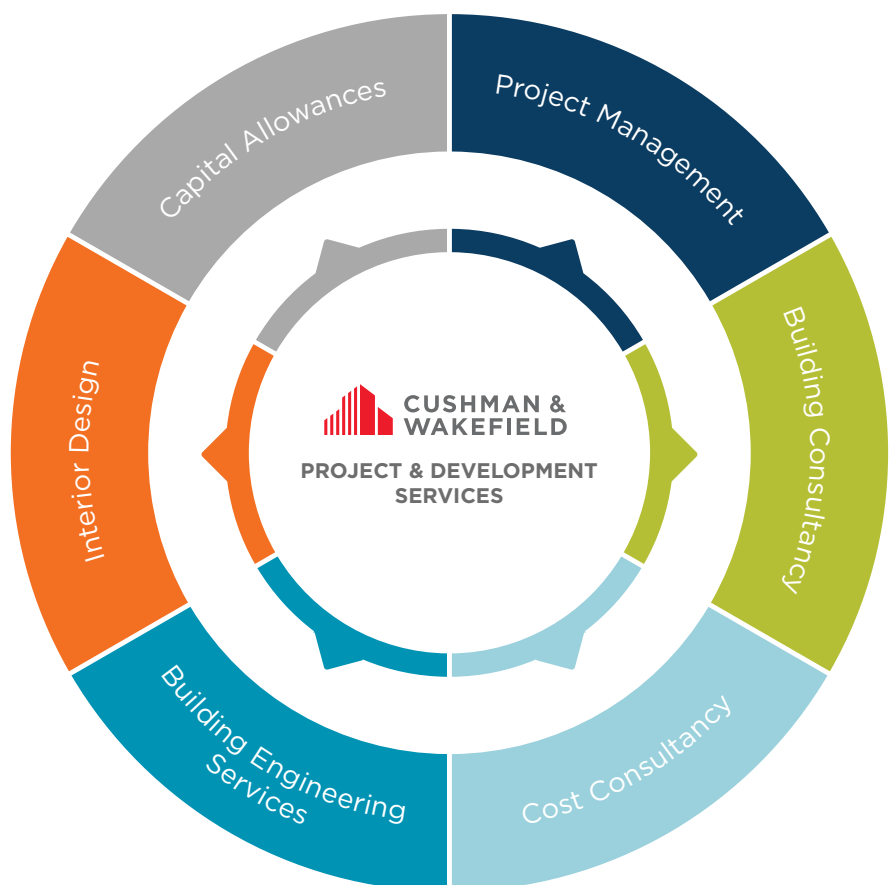 Project Management
Building Consultancy
Cost Consultancy
Building Engineering
Services
Interior Design
Capital Allowances
CUSHMAN &
WAKEFIELD
PROJECT & DEVELOPMENT
SERVICES